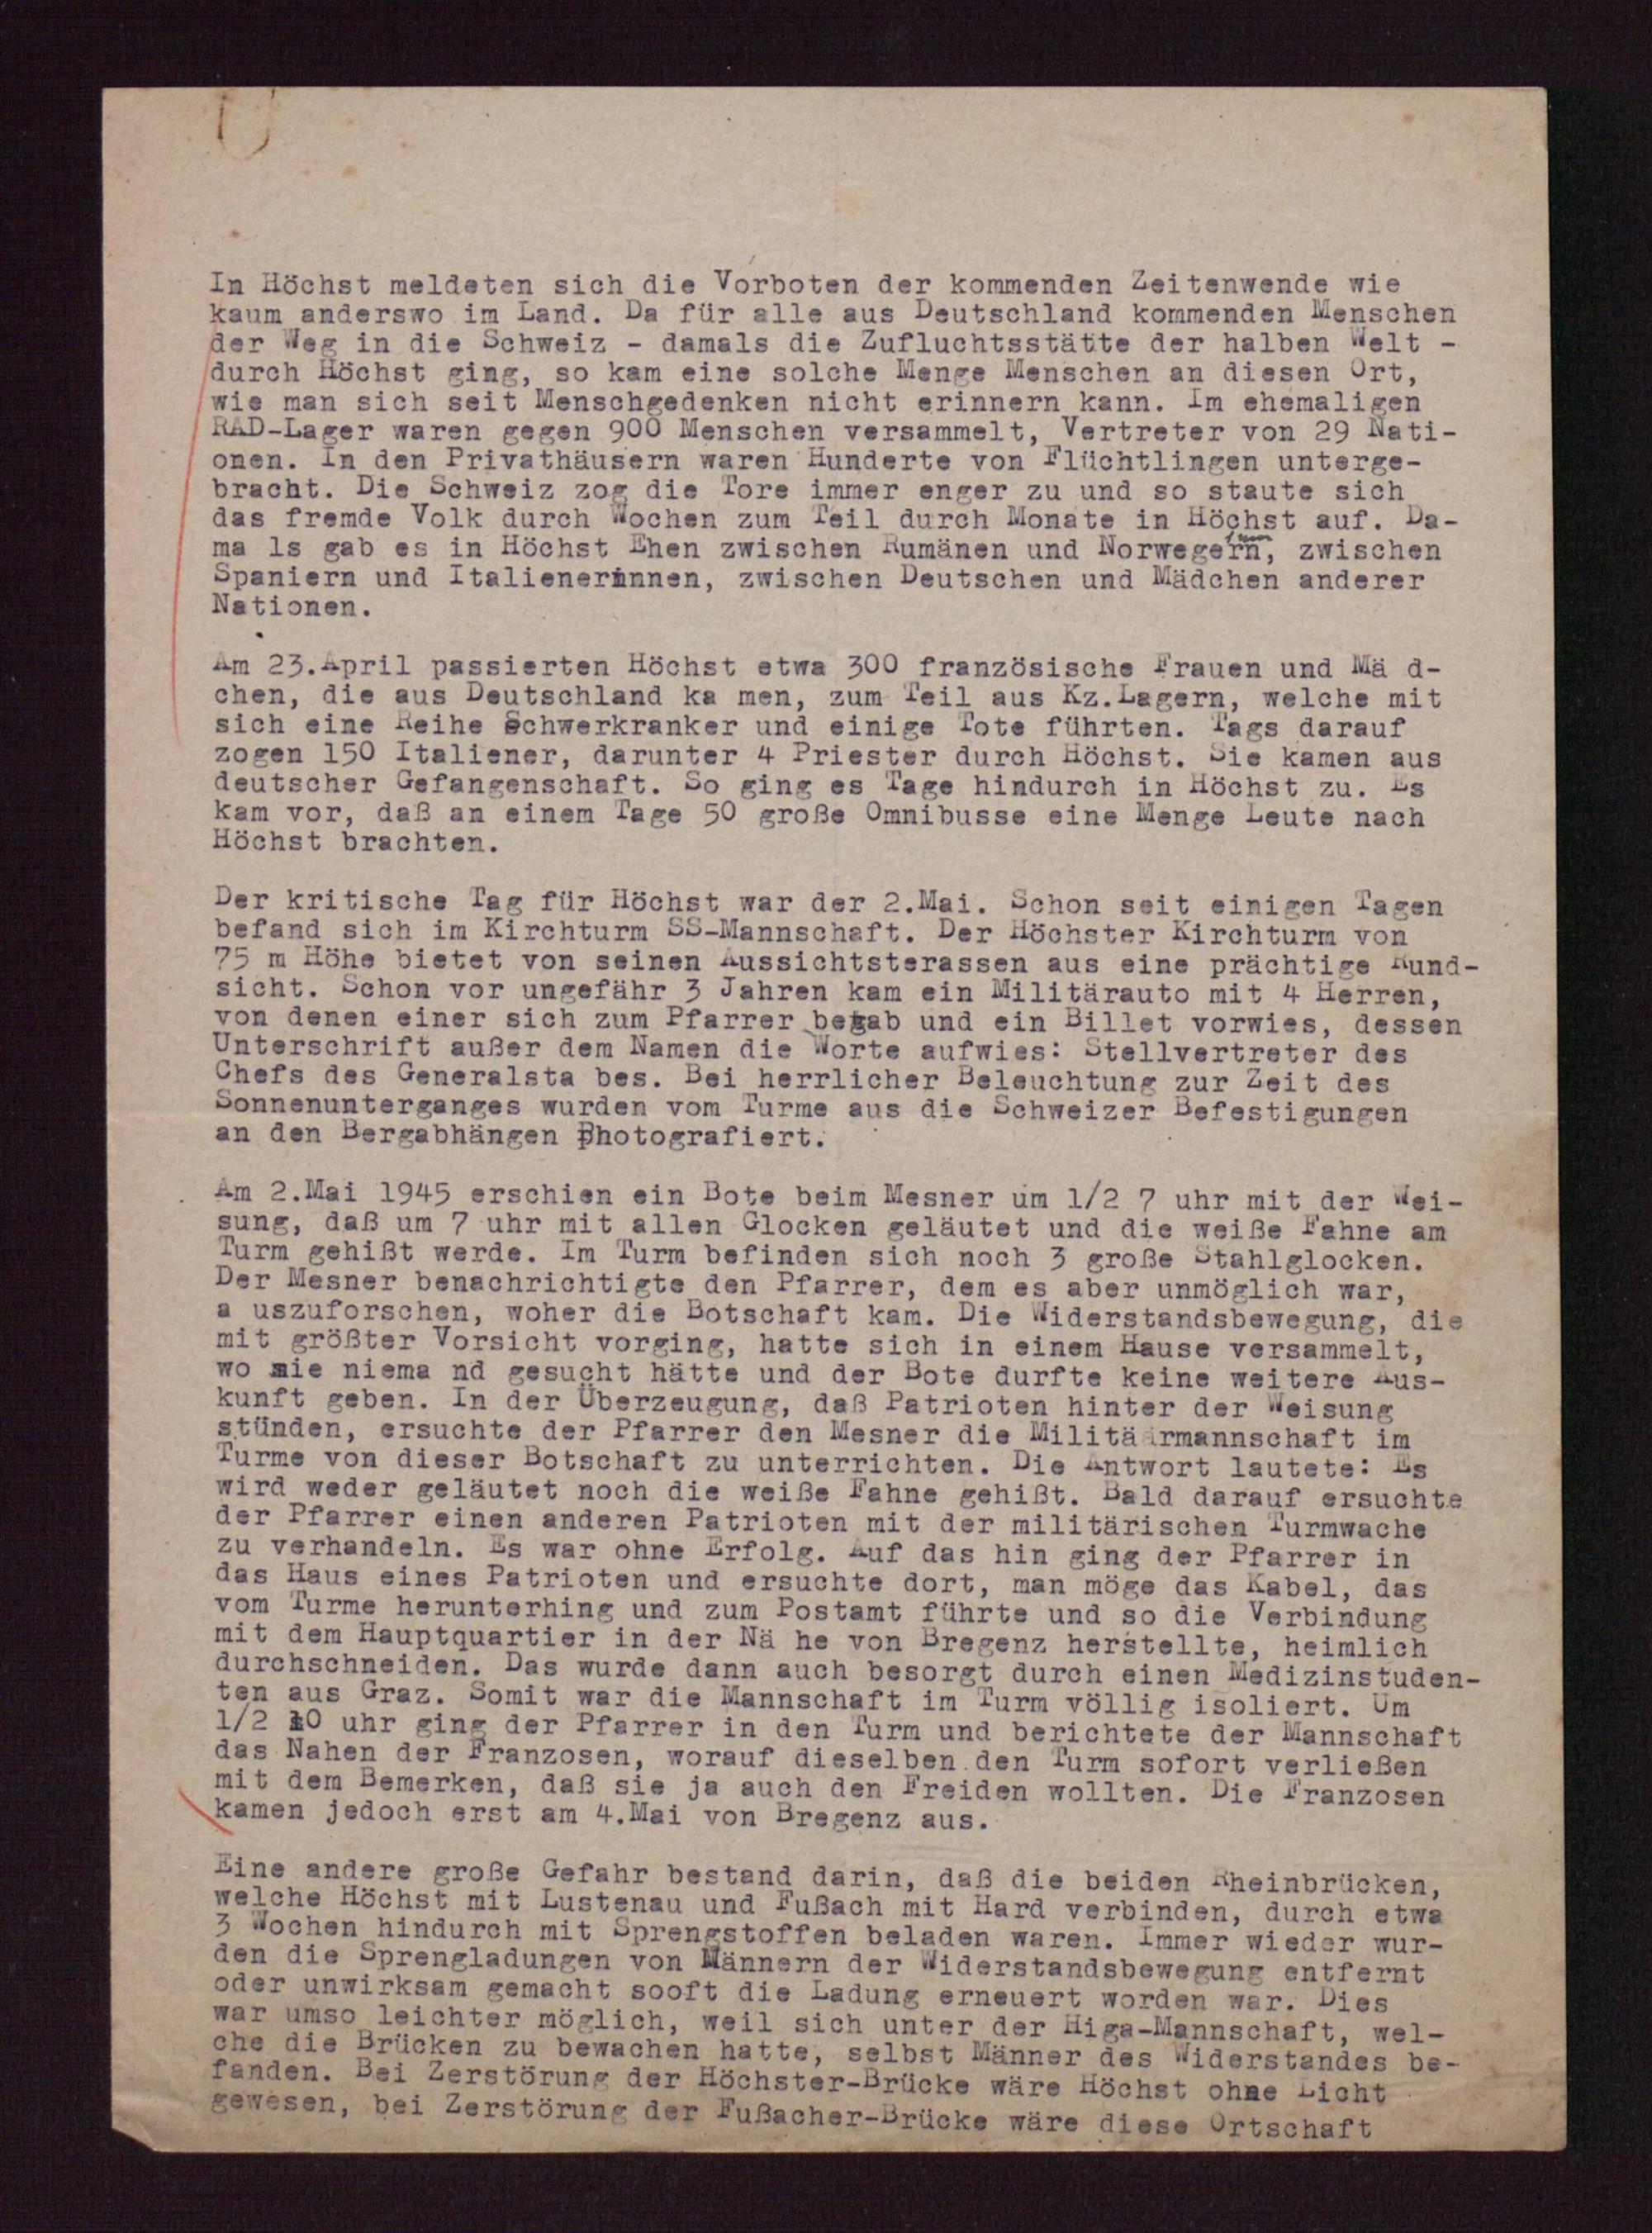 In Höchst meldeten sich die Vorboten der kommenden Zeitenwende wie
kaum anderswo im Land. Da für alle aus Deutschland kommenden Menschen
der Weg in die Schweiz - damals die Zufluchtsstätte der halben Welt -
durch Höchst ging, so kam eine solche Menge Menschen an diesen Ort,
wie man sich seit Menschgedenken nicht erinnern kann. Im ehemaligen
RAD-Lager waren gegen 900 Menschen versammelt, Vertreter von 29 Nati-
onen. In den Privathäusern waren Hunderte von Flüchtlingen unterge-
bracht. Die Schweiz zog die Tore immer enger zu und so staute sich
das fremde Volk durch Wochen zum Teil durch Monate in Höchst auf. Da-
ma ls gab es in Höchst Ehen zwischen Rumänen und Norwegern, zwischen
Spaniern und Italienerinnen, zwischen Deutschen und Mädchen anderer
Nationen.
Am 23.April passierten Höchst etwa 300 französische Frauen und Mä d-
chen, die aus Deutschland ka men, zum Teil aus Kz.Lagern, welche mit
sich eine Reihe Schwerkranker und einige Tote führten. Tags darauf
zogen 150 Italiener, darunter 4 Priester durch Höchst. Sie kamen aus
deutscher Gefangenschaft. So ging es Tage hindurch in Höchst zu. Es
kam vor, daß an einem Tage 50 große Omnibusse eine Menge Leute nach
Höchst brachten.
Der kritische Tag für Höchst war der 2.Mai. Schon seit einigen Tagen
befand sich im Kirchturm SS-Mannschaft. Der Höchster Kirchturm von
75 m Höhe bietet von seinen Aussichtsterassen aus eine prächtige Rund-
sicht. Schon vor ungefähr 3 Jahren kam ein Militärauto mit 4 Herren,
von denen einer sich zum Pfarrer begab und ein Billet vorwies, dessen
Unterschrift außer dem Namen die Worte aufwies: Stellvertreter des
Chefs des Generalsta bes. Bei herrlicher Beleuchtung zur Zeit des
Sonnenunterganges wurden vom Turme aus die Schweizer Befestigungen
an den Bergabhängen Photografiert.
Am 2.Mai 1945 erschien ein Bote beim Mesner um 1/2 7 uhr mit der Wei-
sung, daß um 7 uhr mit allen Glocken geläutet und die weiße Fahne am
Turm gehißt werde. Im Turm befinden sich noch 3 große Stahlglocken.
Der Mesner benachrichtigte den Pfarrer, dem es aber unmöglich war,
a uszuforschen, woher die Botschaft kam. Die Widerstandsbewegung, die
mit größter Vorsicht vorging, hatte sich in einem Hause versammelt,
wo sie niema nd gesucht hätte und der Bote durfte keine weitere Aus-
kunft geben. In der Überzeugung, daß Patrioten hinter der Weisung
stünden, ersuchte der Pfarrer den Mesner die Militärmannschaft im
Turme von dieser Botschaft zu unterrichten. Die Antwort lautete: Es
wird weder geläutet noch die weiße Fahne gehißt. Bald darauf ersuchte
der Pfarrer einen anderen Patrioten mit der militärischen Turmwache
zu verhandeln. Es war ohne Erfolg. Auf das hin ging der Pfarrer in
das Haus eines Patrioten und ersuchte dort, man möge das Kabel, das
vom Turme herunterhing und zum Postamt führte und so die Verbindung
mit dem Hauptquartier in der Nä he von Bregenz herstellte, heimlich
durchschneiden. Das wurde dann auch besorgt durch einen Medizinstuden-
ten aus Graz. Somit war die Mannschaft im Turm völlig isoliert. Um
1/2 10 uhr ging der Pfarrer in den Turm und berichtete der Mannschaft
das Nahen der Franzosen, worauf dieselben den Turm sofort verließen
mit dem Bemerken, daß sie ja auch den Freiden wollten. Die Franzosen
kamen jedoch erst am 4.Mai von Bregenz aus.
Eine andere große Gefahr bestand darin, daß die beiden Rheinbrücken,
welche Höchst mit Lustenau und Fußach mit Hard verbinden, durch etwa
3 Wochen hindurch mit Sprengstoffen beladen waren. Immer wieder wur-
den die Sprengladungen von Männern der Widerstandsbewegung entfernt
oder unwirksam gemacht sooft die Ladung erneuert worden war. Dies
war umso leichter möglich, weil sich unter der Higa-Mannschaft, wel-
che die Brücken zu bewachen hatte, selbst Männer des Widerstandes be-
fanden. Bei Zerstörung der Höchster-Brücke wäre Höchst ohne Licht
gewesen, bei Zerstörung der Fußacher-Brücke wäre diese Ortschaft